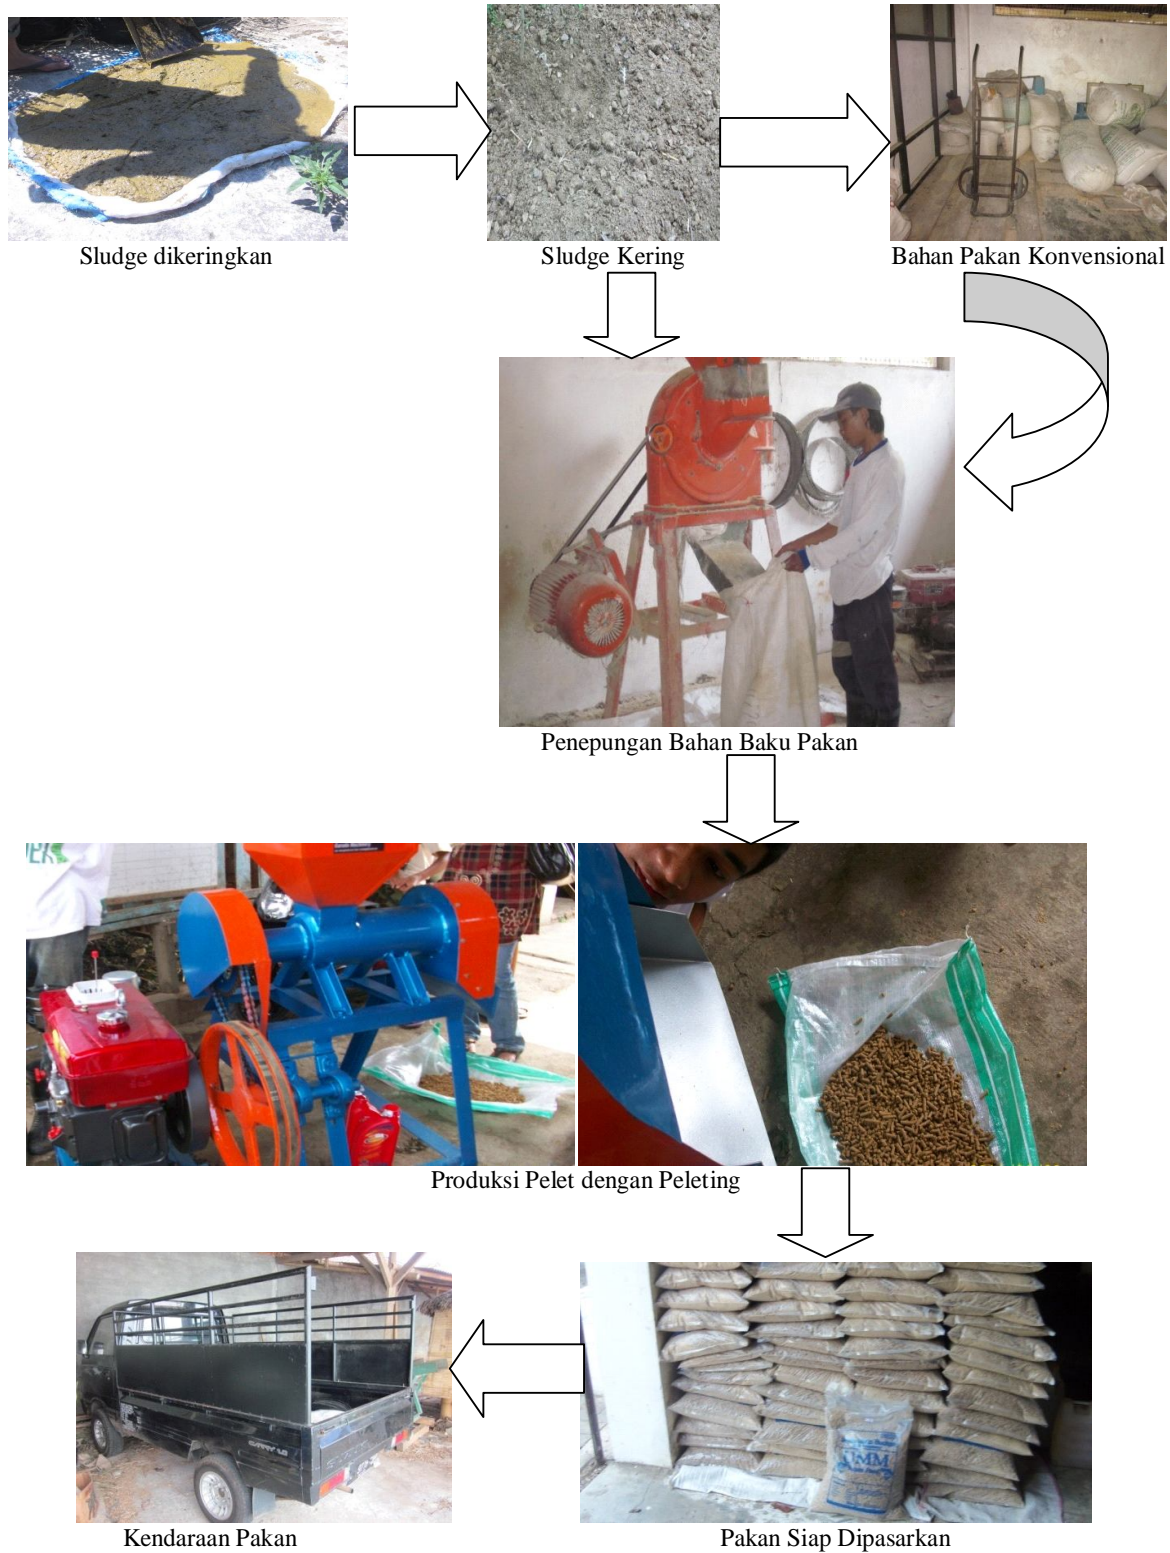 Sludge dikeringkan
Sludge Kering
Bahan Pakan Konvensional
Penepungan Bahan Baku Pakan
Produksi Pelet dengan Peleting
Kendaraan Pakan
Pakan Siap Dipasarkan